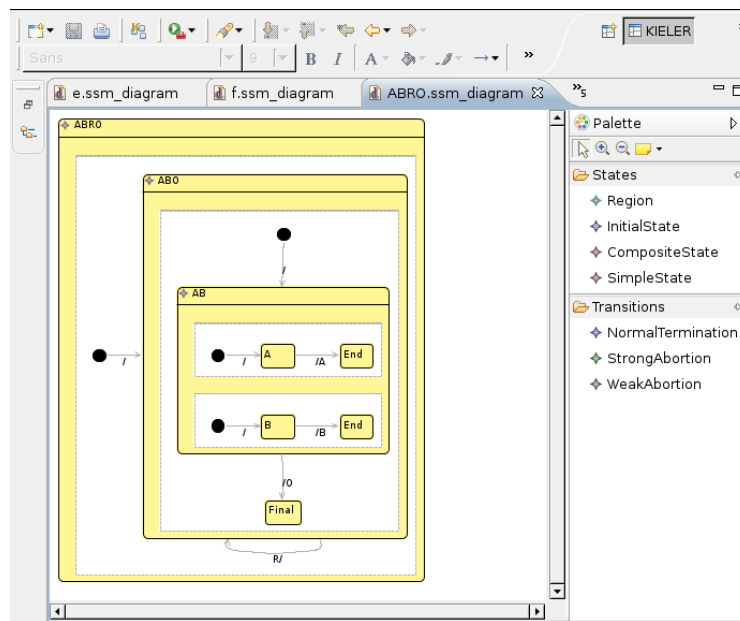 KIELER
Sans 9 B I A »
e.ssm_diagram f.ssm_diagram ABRO.ssm_diagram »5
Palette
States
Region
InitialState
CompositeState
SimpleState
Transitions
NormalTermination
StrongAbortion
WeakAbortion
ABRO
ABO
/
AB
/
/ A /A End
/ B /B End
/O
Final
R/